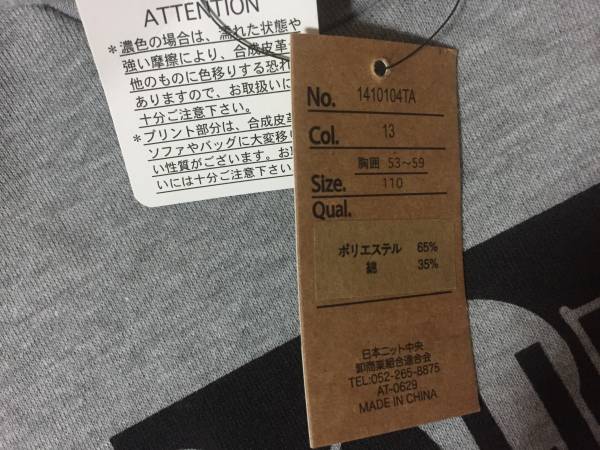 ATTENTION
*濃色の場合は、濡れた状態や
強い摩擦により、合成皮革
他のものに色移りする恐れ
ありますので、お取扱いに
十分ご注意下さい。
*プリント部分は、合成皮革
ソファやバッグに大変移り
い性質がございます。お
いには十分ご注意下さい
No. 1410104TA
Col. 13
胸囲 53～59
Size. 110
Qual.
ポリエステル 65%
綿 35%
日本ニット中央
卸商業組合連合会
TEL:052-265-8875
AT-0629
MADE IN CHINA